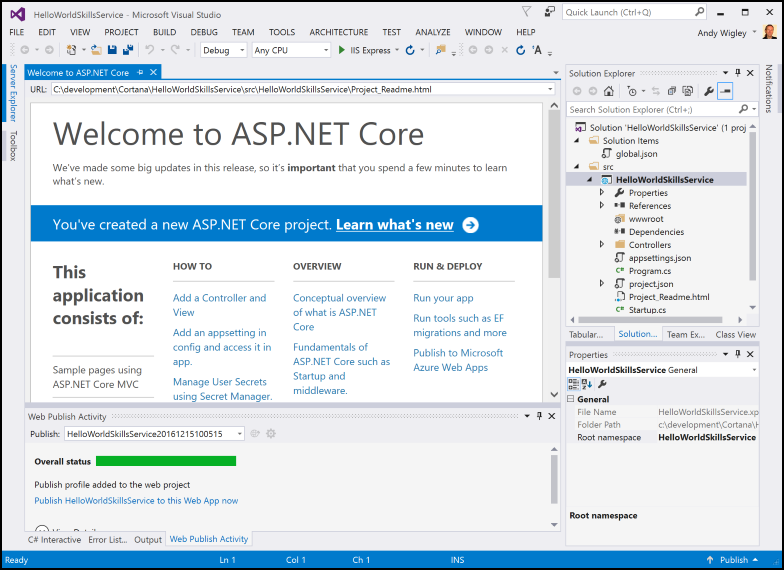 HelloWorldSkillsService - Microsoft Visual Studio
Quick Launch (Ctrl+Q)
FILE EDIT VIEW PROJECT BUILD DEBUG TEAM TOOLS ARCHITECTURE TEST ANALYZE WINDOW HELP
Andy Wigley
Debug Any CPU IIS Express
Server Explorer
Toolbox
Welcome to ASP.NET Core
URL: C:\development\Cortana\HelloWorldSkillsService\src\HelloWorldSkillsService\Project_Readme.html
Welcome to ASP.NET Core
We've made some big updates in this release, so it's important that you spend a few minutes to learn
what's new.
You've created a new ASP.NET Core project. Learn what's new
This
application
consists of:
Sample pages using
ASP.NET Core MVC
HOW TO
Add a Controller and
View
Add an appsetting in
config and access it in
app.
Manage User Secrets
using Secret Manager.
OVERVIEW
Conceptual overview
of what is ASP.NET
Core
Fundamentals of
ASP.NET Core such as
Startup and
middleware.
RUN & DEPLOY
Run your app
Run tools such as EF
migrations and more
Publish to Microsoft
Azure Web Apps
Web Publish Activity
Publish: HelloWorldSkillsService20161215100515
Overall status
Publish profile added to the web project
Publish HelloWorldSkillsService to this Web App now
C# Interactive Error List... Output Web Publish Activity
Solution Explorer
Search Solution Explorer (Ctrl+;)
Solution 'HelloWorldSkillsService' (1 proj
Solution Items
global.json
src
HelloWorldSkillsService
Properties
References
wwwroot
Dependencies
Controllers
appsettings.json
C# Program.cs
project.json
Project_Readme.html
C# Startup.cs
Tabular... Solution... Team Ex... Class View
Properties
HelloWorldSkillsService General
General
File Name HelloWorldSkillsService.xp
Folder Path c:\development\Cortana\H
Root namespace HelloWorldSkillsService
Root namespace
Notifications
Ready Ln 1 Col 1 Ch 1 INS Publish